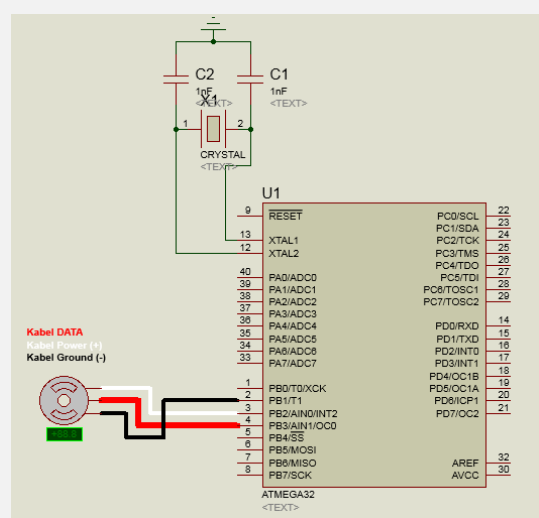 C2
1nF
<TEXT>
C1
1nF
<TEXT>
X1
1
2
CRYSTAL
<TEXT>
U1
9
RESET
13
XTAL1
12
XTAL2
40
PA0/ADC0
39
PA1/ADC1
38
PA2/ADC2
37
PA3/ADC3
36
PA4/ADC4
35
PA5/ADC5
34
PA6/ADC6
33
PA7/ADC7
1
PB0/T0/XCK
2
PB1/T1
3
PB2/AIN0/INT2
4
PB3/AIN1/OC0
5
PB4/SS
6
PB5/MOSI
7
PB6/MISO
8
PB7/SCK
PC0/SCL
22
PC1/SDA
23
PC2/TCK
24
PC3/TMS
25
PC4/TDO
26
PC5/TDI
27
PC6/TOSC1
28
PC7/TOSC2
29
PD0/RXD
14
PD1/TXD
15
PD2/INT0
16
PD3/INT1
17
PD4/OC1B
18
PD5/OC1A
19
PD6/ICP1
20
PD7/OC2
21
AREF
32
AVCC
30
ATMEGA32
<TEXT>
Kabel DATA
Kabel Power (+)
Kabel Ground (-)